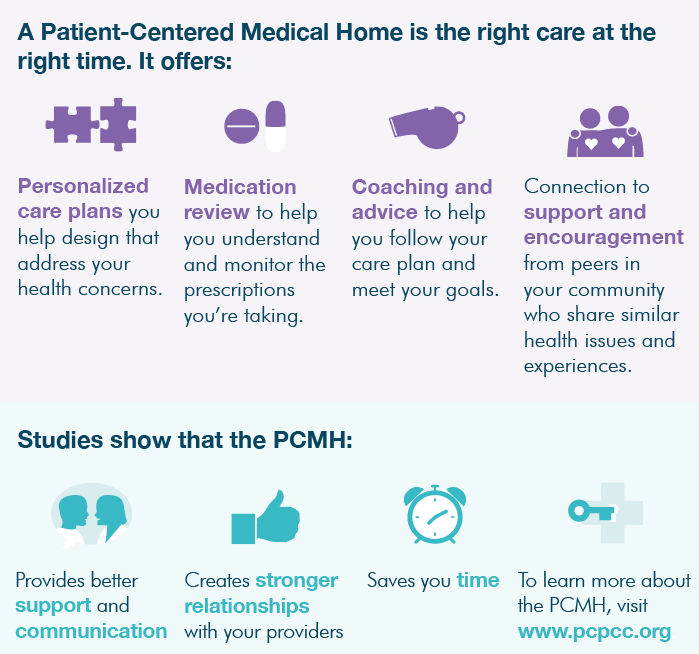 A Patient-Centered Medical Home is the right care at the
right time. It offers:
Personalized
care plans you
help design that
address your
health concerns.
Medication
review to help
you understand
and monitor the
prescriptions
you're taking.
Coaching and
advice to help
you follow your
care plan and
meet your goals.
Connection to
support and
encouragement
from peers in
your community
who share similar
health issues and
experiences.
Studies show that the PCMH:
Provides better
support and
communication
Creates stronger
relationships
with your providers
Saves you time
To learn more about
the PCMH, visit
www.pcpcc.org